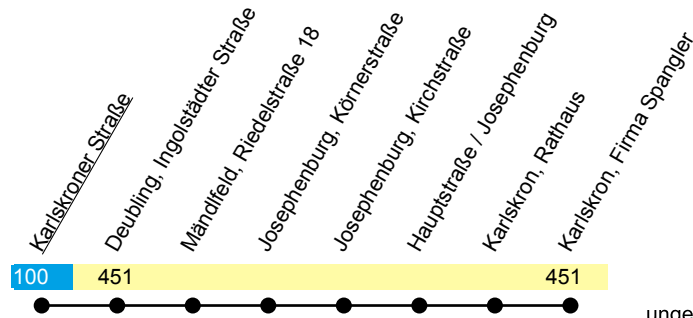 Karlskroner Straße
Deubling, Ingolstädter Straße
Mändlfeld, Riedelstraße 18
Josephenburg, Körnerstraße
Josephenburg, Kirchstraße
Hauptstraße / Josephenburg
Karlskron, Rathaus
Karlskron, Firma Spangler
100 451 451